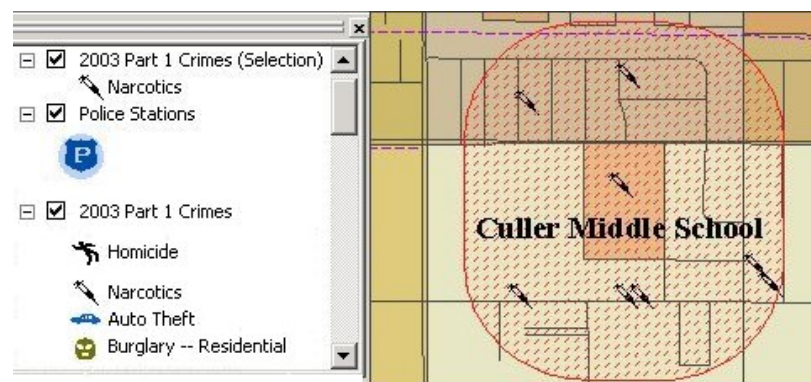 2003 Part 1 Crimes (Selection)
Narcotics
Police Stations
P
2003 Part 1 Crimes
Homicide
Narcotics
Auto Theft
Burglary -- Residential
Culler Middle School